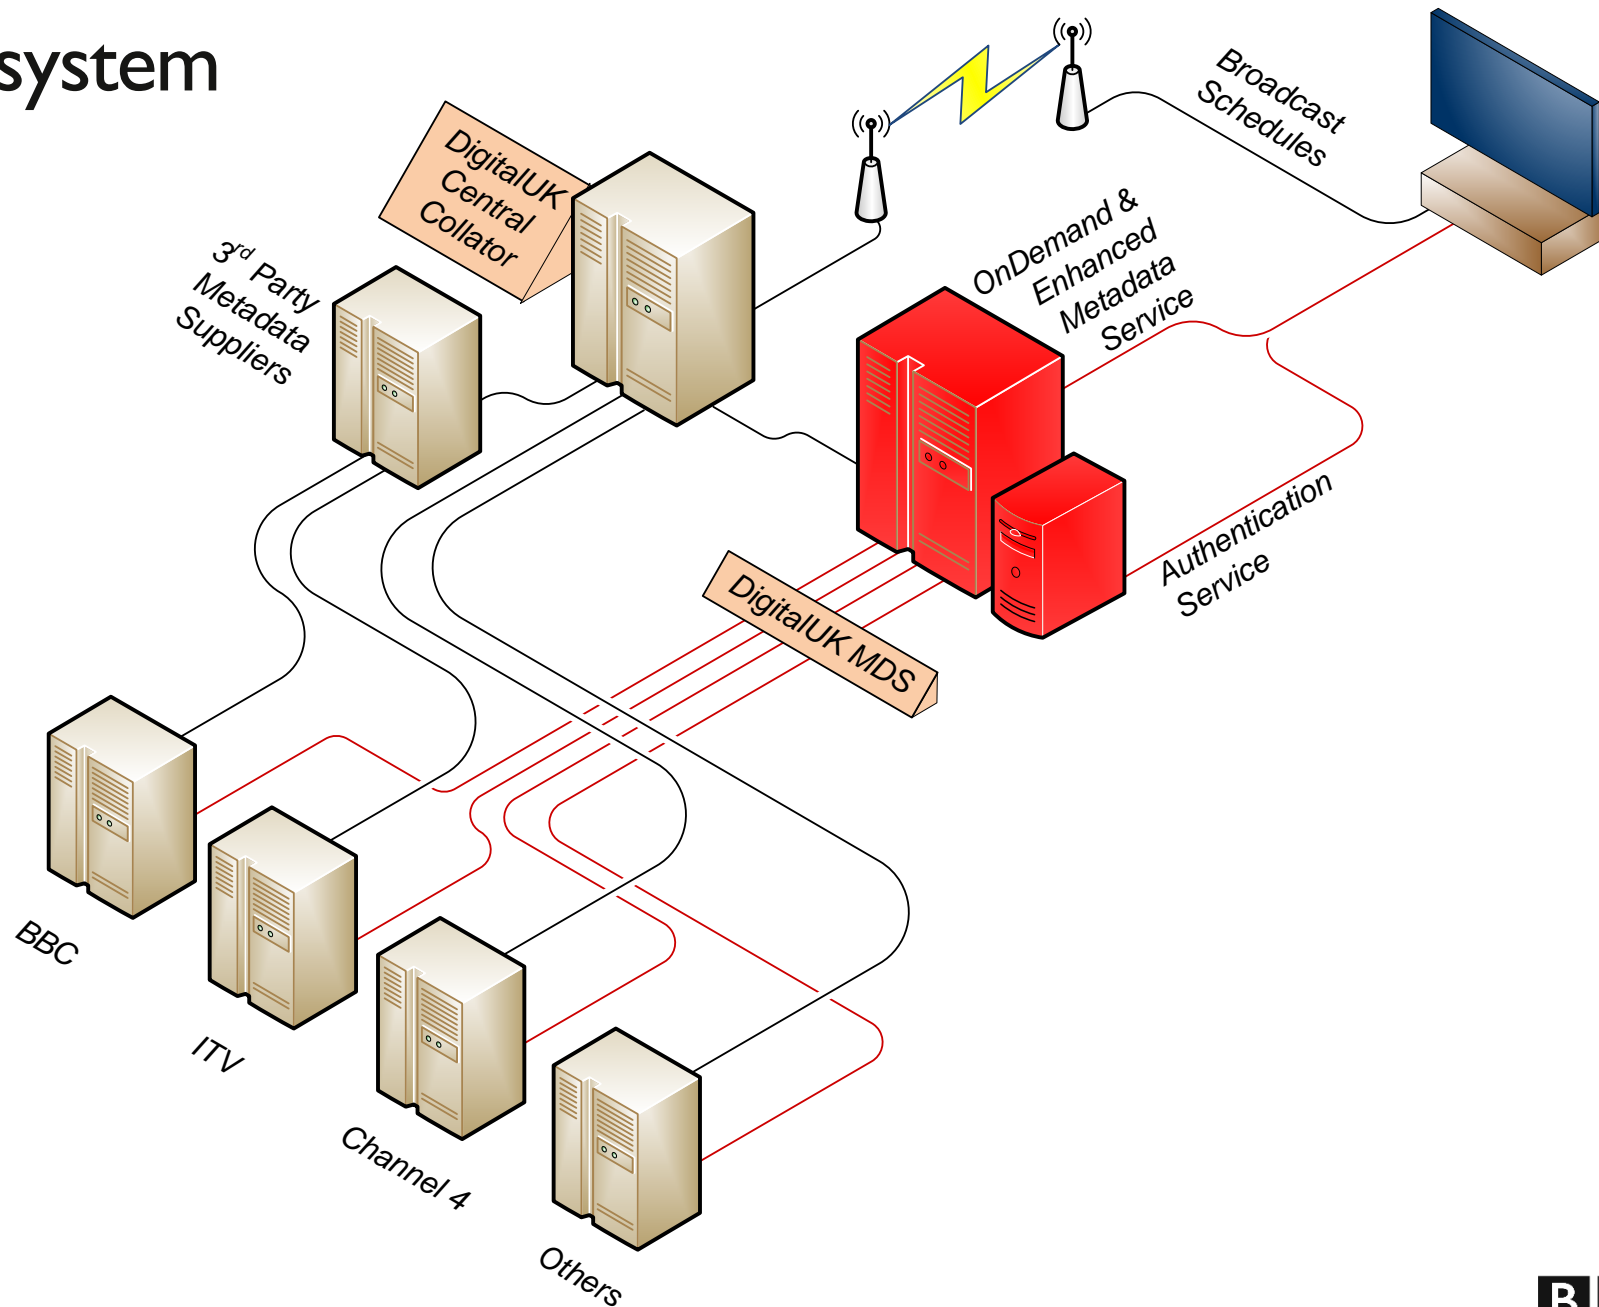 system
DigitalUK
Central
Collator
3rd Party
Metadata
Suppliers
Broadcast
Schedules
OnDemand &
Enhanced
Metadata
Service
Authentication
Service
DigitalUK MDS
BBC
ITV
Channel 4
Others
B